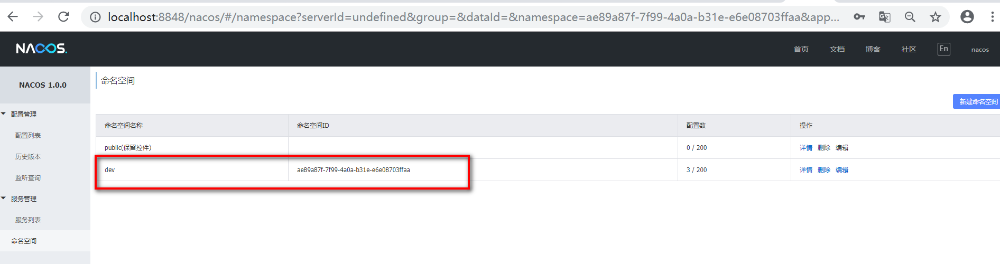 localhost:8848/nacos/#/namespace?serverId=undefined&group=&dataId=&namespace=ae89a87f-7f99-4a0a-b31e-e6e08703ffaa&app...
NACOS.
首页 文档 博客 社区 En nacos
NACOS 1.0.0
配置管理
配置列表
历史版本
监听查询
服务管理
服务列表
命名空间
命名空间
新建命名空间
命名空间名称 命名空间ID 配置数 操作
public(保留控件) 0 / 200 详情 删除 编辑
dev ae89a87f-7f99-4a0a-b31e-e6e08703ffaa 3 / 200 详情 删除 编辑